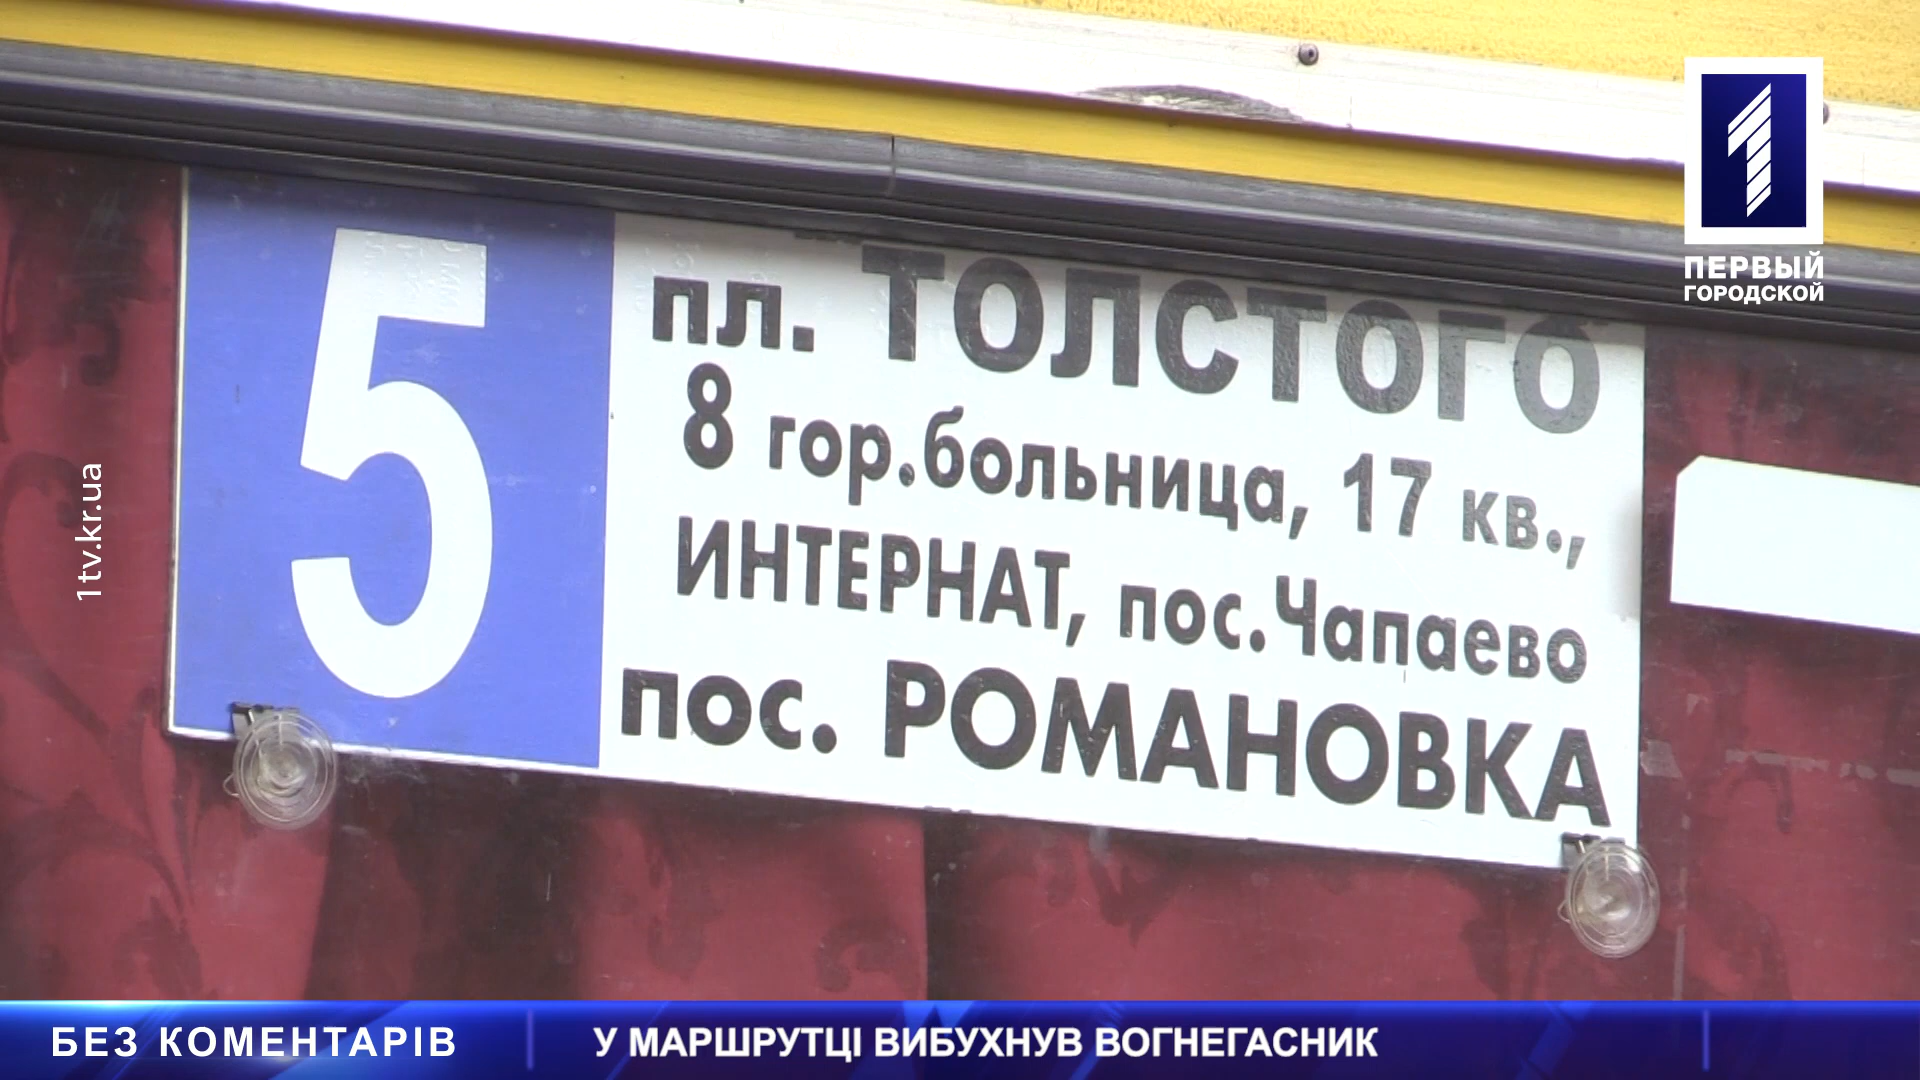 5
пл. ТОЛСТОГО
8 гор.больница, 17 кв.,
ИНТЕРНАТ, пос.Чапаево
пос. РОМАНОВКА
1
ПЕРВЫЙ
ГОРОДСКОЙ
1tv.kr.ua
БЕЗ КОМЕНТАРІВ
У МАРШРУТЦІ ВИБУХНУВ ВОГНЕГАСНИК